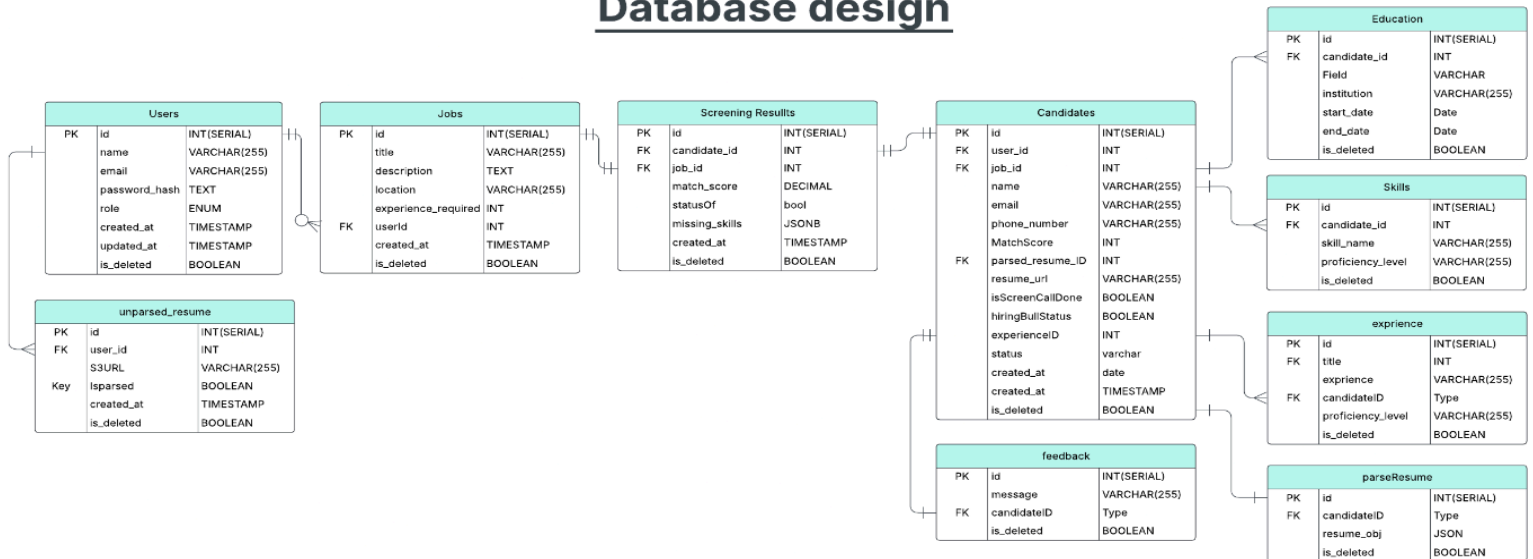 Database design
Users
PK id INT(SERIAL)
name VARCHAR(255)
email VARCHAR(255)
password_hash TEXT
role ENUM
created_at TIMESTAMP
updated_at TIMESTAMP
is_deleted BOOLEAN
unparsed_resume
PK id INT(SERIAL)
FK user_id INT
S3URL VARCHAR(255)
Key Isparsed BOOLEAN
created_at TIMESTAMP
is_deleted BOOLEAN
Jobs
PK id INT(SERIAL)
title VARCHAR(255)
description TEXT
location VARCHAR(255)
experience_required INT
FK userId INT
created_at TIMESTAMP
is_deleted BOOLEAN
Screening Resullts
PK id INT(SERIAL)
FK candidate_id INT
FK job_id INT
match_score DECIMAL
statusOf bool
missing_skills JSONB
created_at TIMESTAMP
is_deleted BOOLEAN
Candidates
PK id INT(SERIAL)
FK user_id INT
FK job_id INT
name VARCHAR(255)
email VARCHAR(255)
phone_number VARCHAR(255)
MatchScore INT
FK parsed_resume_ID INT
resume_url VARCHAR(255)
isScreenCallDone BOOLEAN
hiringBullStatus BOOLEAN
experienceID INT
status varchar
created_at date
created_at TIMESTAMP
is_deleted BOOLEAN
feedback
PK id INT(SERIAL)
message VARCHAR(255)
FK candidateID Type
is_deleted BOOLEAN
Education
PK id INT(SERIAL)
FK candidate_id INT
Field VARCHAR
institution VARCHAR(255)
start_date Date
end_date Date
is_deleted BOOLEAN
Skills
PK id INT(SERIAL)
FK candidate_id INT
skill_name VARCHAR(255)
proficiency_level VARCHAR(255)
is_deleted BOOLEAN
exprience
PK id INT(SERIAL)
FK title INT
exprience VARCHAR(255)
FK candidateID Type
proficiency_level VARCHAR(255)
is_deleted BOOLEAN
parseResume
PK id INT(SERIAL)
FK candidateID Type
resume_obj JSON
is_deleted BOOLEAN